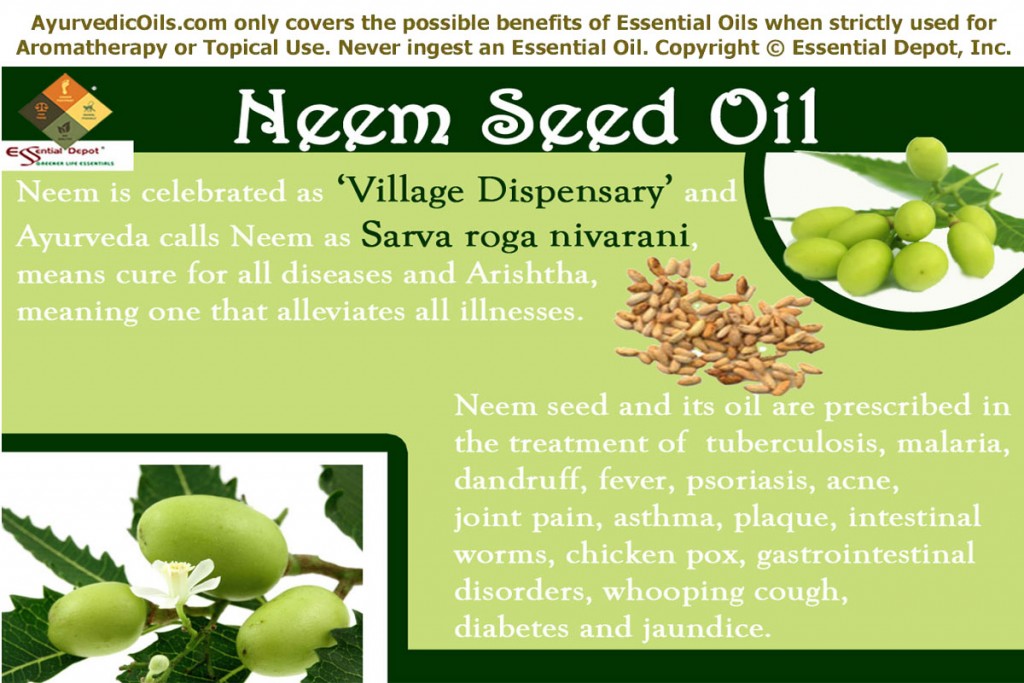 AyurvedicOils.com only covers the possible benefits of Essential Oils when strictly used for
Aromatherapy or Topical Use. Never ingest an Essential Oil. Copyright © Essential Depot, Inc.
Neem Seed Oil
Essential Depot
GREENER LIFE ESSENTIALS
Neem is celebrated as ‘Village Dispensary’ and
Ayurveda calls Neem as Sarva roga nivarani,
means cure for all diseases and Arishtha,
meaning one that alleviates all illnesses.
Neem seed and its oil are prescribed in
the treatment of tuberculosis, malaria,
dandruff, fever, psoriasis, acne,
joint pain, asthma, plaque, intestinal
worms, chicken pox, gastrointestinal
disorders, whooping cough,
diabetes and jaundice.